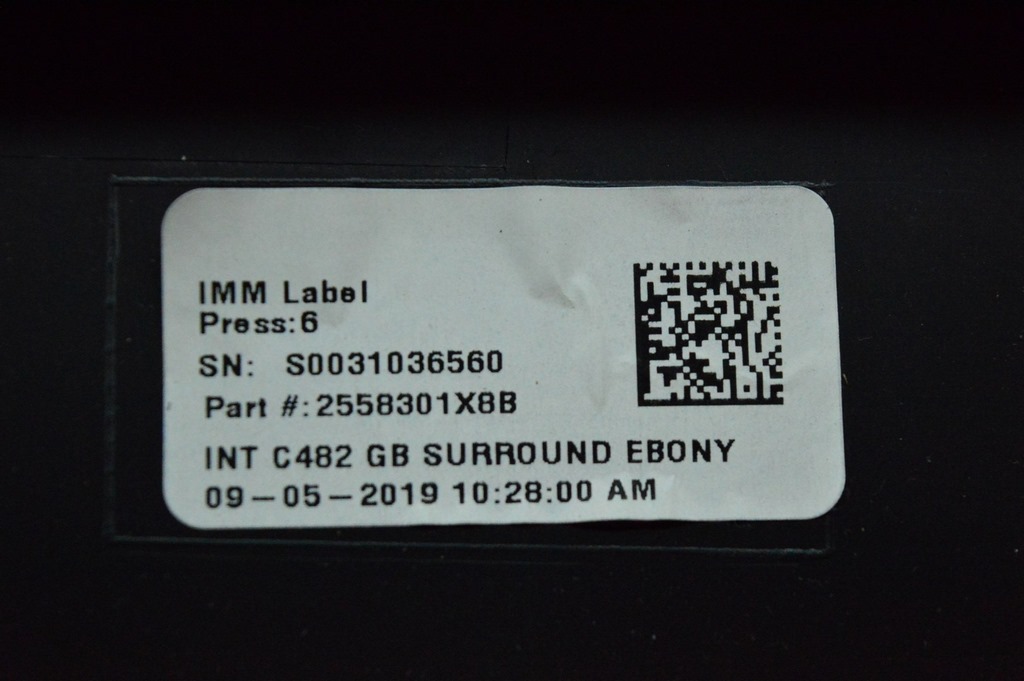 IMM Label
Press:6
SN: S0031036560
Part #:2558301X8B
INT C482 GB SURROUND EBONY
09-05-2019 10:28:00 AM